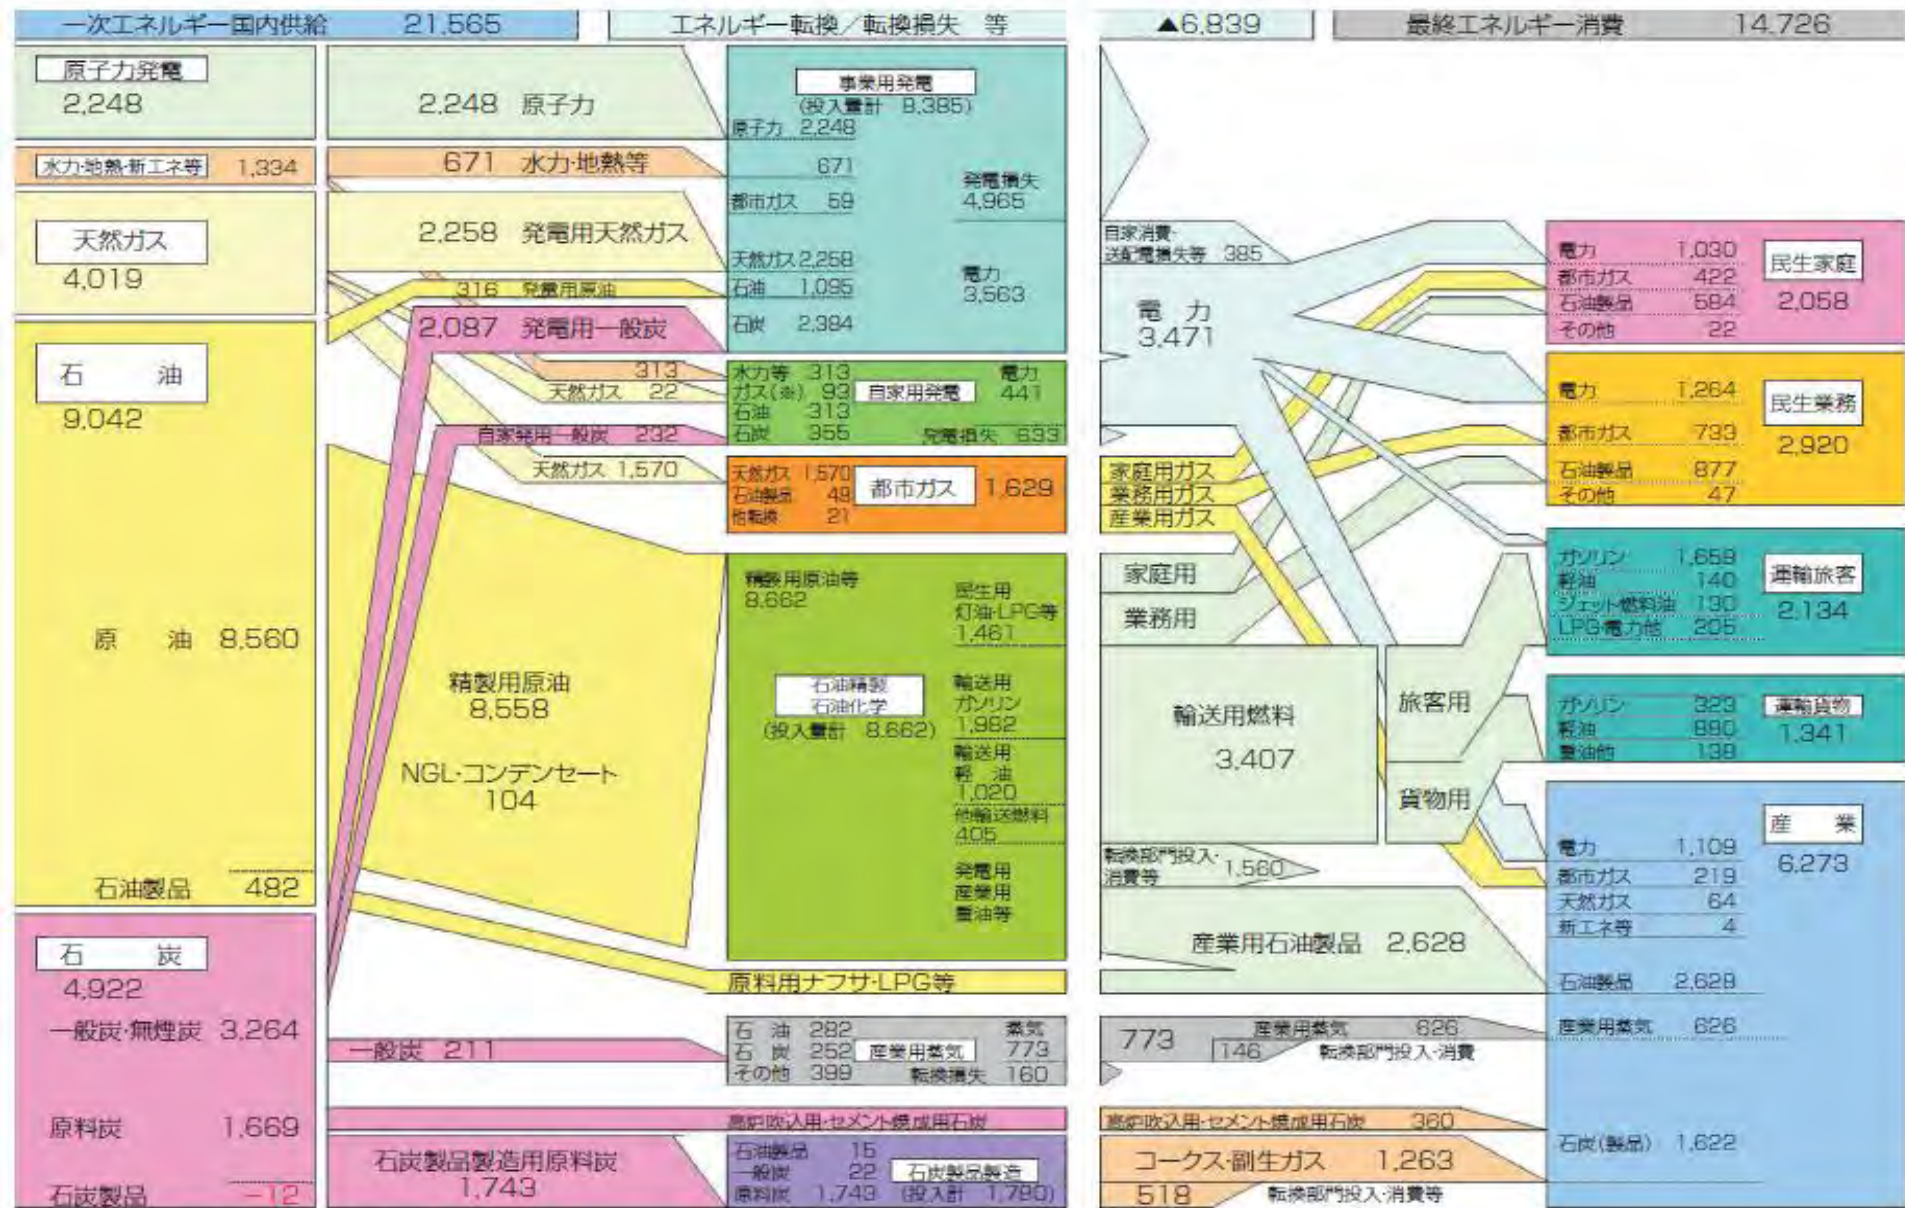 一次エネルギー国内供給 21,565
エネルギー転換／転換損失 等 ▲6,839
最終エネルギー消費 14.726
原子力発電
2,248
水力・地熱・新エネ等 1,334
天然ガス
4,019
石 油
9,042
原 油 8,560
石油製品 482
石 炭
4,922
一般炭・無煙炭 3,264
原料炭 1,669
石炭製品 -12
2,248 原子力
671 水力・地熱等
2,258 発電用天然ガス
316 発電用原油
2,087 発電用一般炭
313
天然ガス 22
自家発用一般炭 232
天然ガス 1,570
精製用原油
8,558
NGL・コンデンセート
104
一般炭 211
石炭製品製造用原料炭
1,743
事業用発電
(投入量計 8,385)
原子力 2,248
671
都市ガス 59
天然ガス 2,258
石油 1,095
石炭 2,384
発電損失
4,965
電力
3,563
水力等 313
ガス(※) 93
石油 313
石炭 355
自家用発電
電力
441
発電損失 633
天然ガス 1,570
石油製品 49
他転換 21
都市ガス 1,629
精製用原油等
8,662
石油精製
石油化学
(投入量計 8,662)
民生用
灯油・LPG等
1,461
輸送用
ガソリン
1,982
輸送用
軽 油
1,020
他輸送燃料
405
発電用
産業用
重油等
原料用ナフサ・LPG等
石 油 282
石 炭 252
その他 399
産業用蒸気
蒸気
773
転換損失 160
高炉吹込用・セメント焼成用石炭
石油製品 15
一般炭 22
原料炭 1,743
石炭製品製造
(投入計 1,780)
自家消費・
送配電損失等 385
電 力
3,471
家庭用ガス
業務用ガス
産業用ガス
家庭用
業務用
輸送用燃料
3,407
旅客用
貨物用
転換部門投入・
消費等 1,560
産業用石油製品 2,628
773
産業用蒸気 626
146 転換部門投入・消費
高炉吹込用・セメント焼成用石炭 360
コークス・副生ガス 1,263
518 転換部門投入・消費等
電力 1,030
都市ガス 422
石油製品 584
その他 22
民生家庭
2,058
電力 1,264
都市ガス 733
石油製品 877
その他 47
民生業務
2,920
ガソリン 1,659
軽油 140
ジェット燃料油 130
LPG・電力他 205
運輸旅客
2,134
ガソリン 323
軽油 880
重油他 138
運輸貨物
1,341
産 業
6,273
電力 1,109
都市ガス 219
天然ガス 64
新エネ等 4
石油製品 2,628
産業用蒸気 626
石炭(製品) 1,622